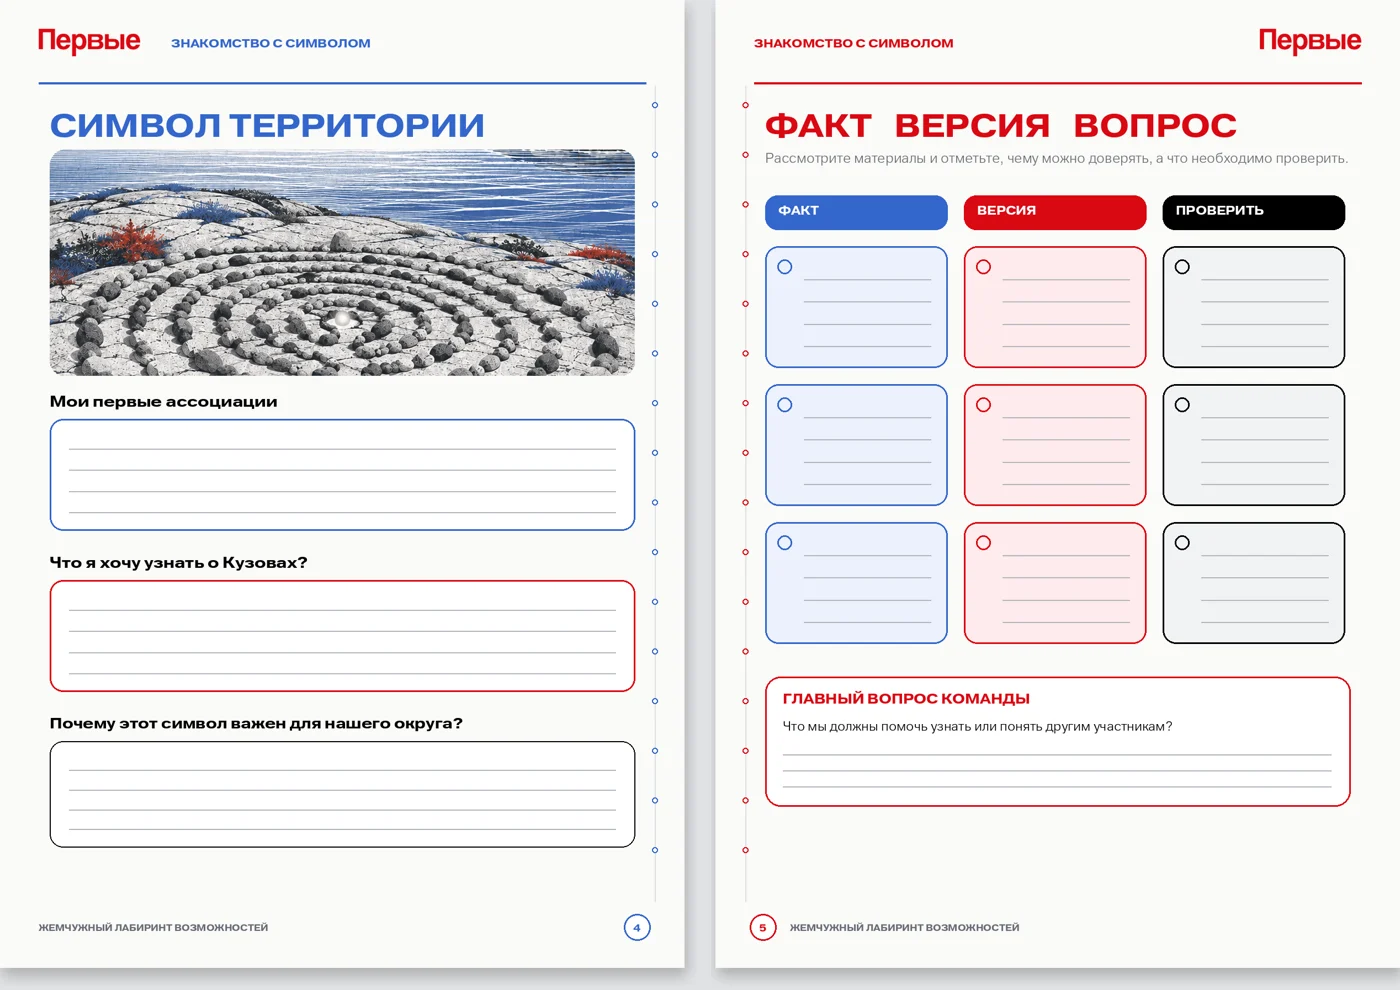 Первые
ЗНАКОМСТВО С СИМВОЛОМ
СИМВОЛ ТЕРРИТОРИИ
Мои первые ассоциации
Что я хочу узнать о Кузовах?
Почему этот символ важен для нашего округа?
ЖЕМЧУЖНЫЙ ЛАБИРИНТ ВОЗМОЖНОСТЕЙ
4
ЗНАКОМСТВО С СИМВОЛОМ
Первые
ФАКТ ВЕРСИЯ ВОПРОС
Рассмотрите материалы и отметьте, чему можно доверять, а что необходимо проверить.
ФАКТ
ВЕРСИЯ
ПРОВЕРИТЬ
ГЛАВНЫЙ ВОПРОС КОМАНДЫ
Что мы должны помочь узнать или понять другим участникам?
5
ЖЕМЧУЖНЫЙ ЛАБИРИНТ ВОЗМОЖНОСТЕЙ